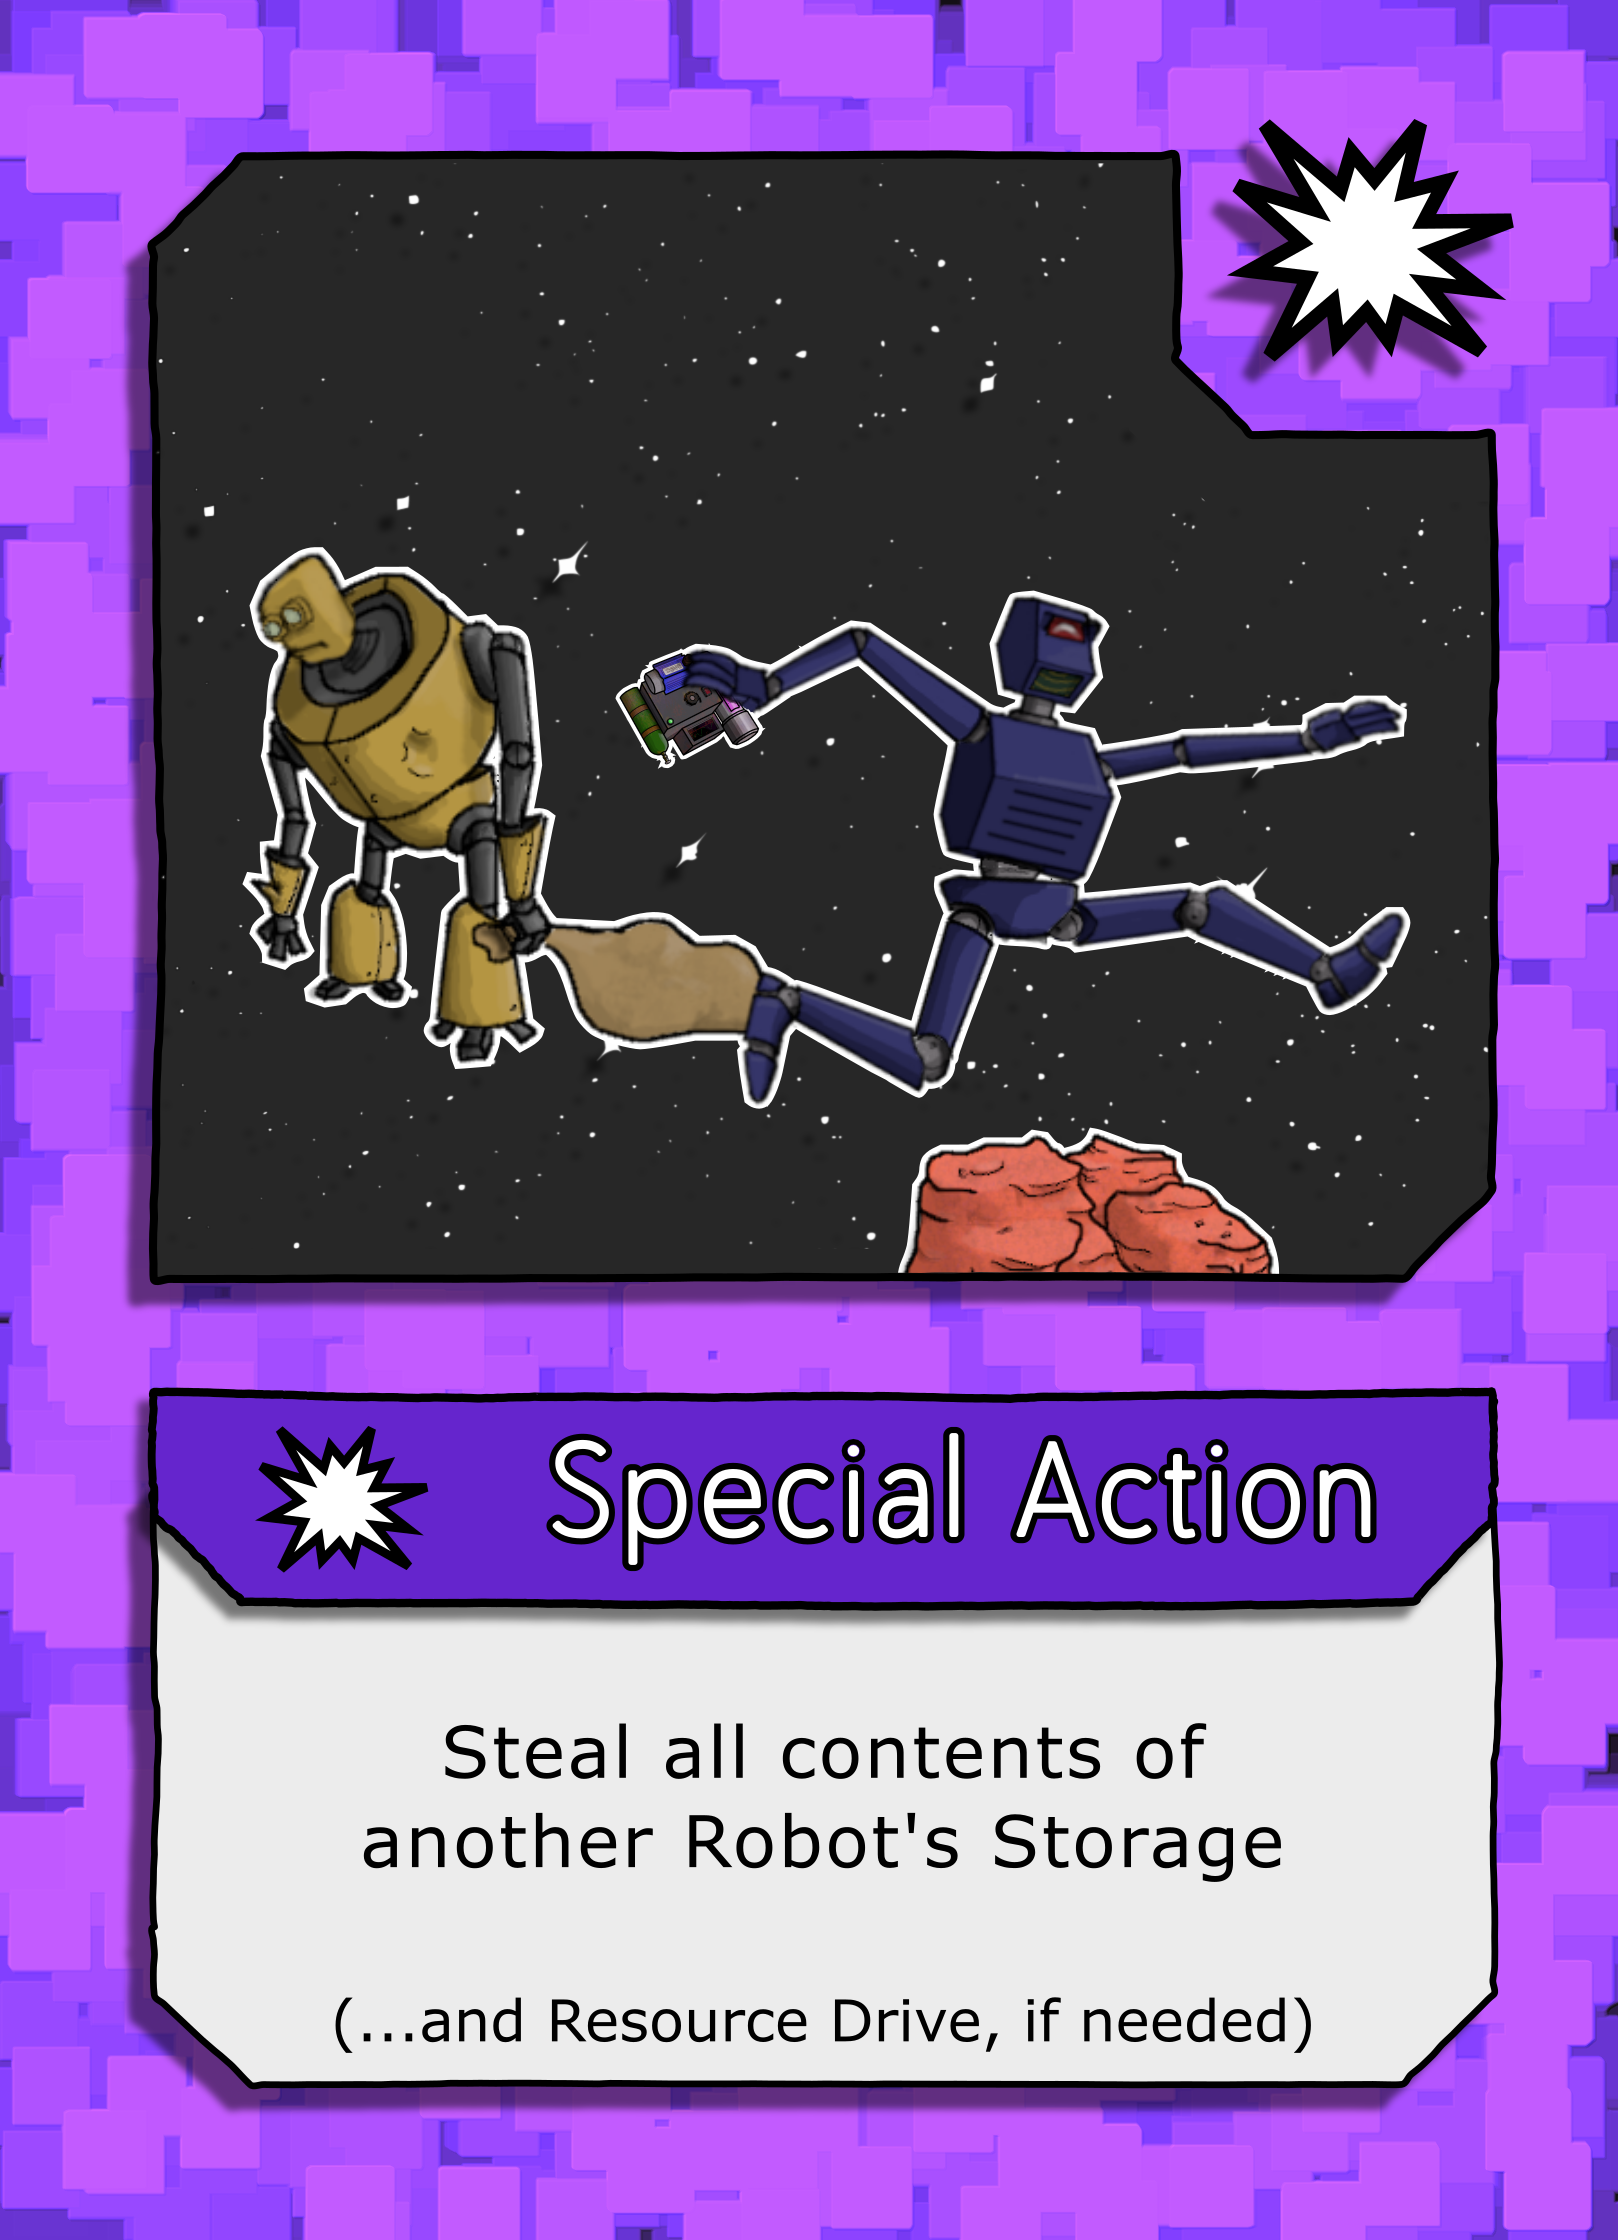 Special Action
Steal all contents of
another Robot's Storage
(...and Resource Drive, if needed)